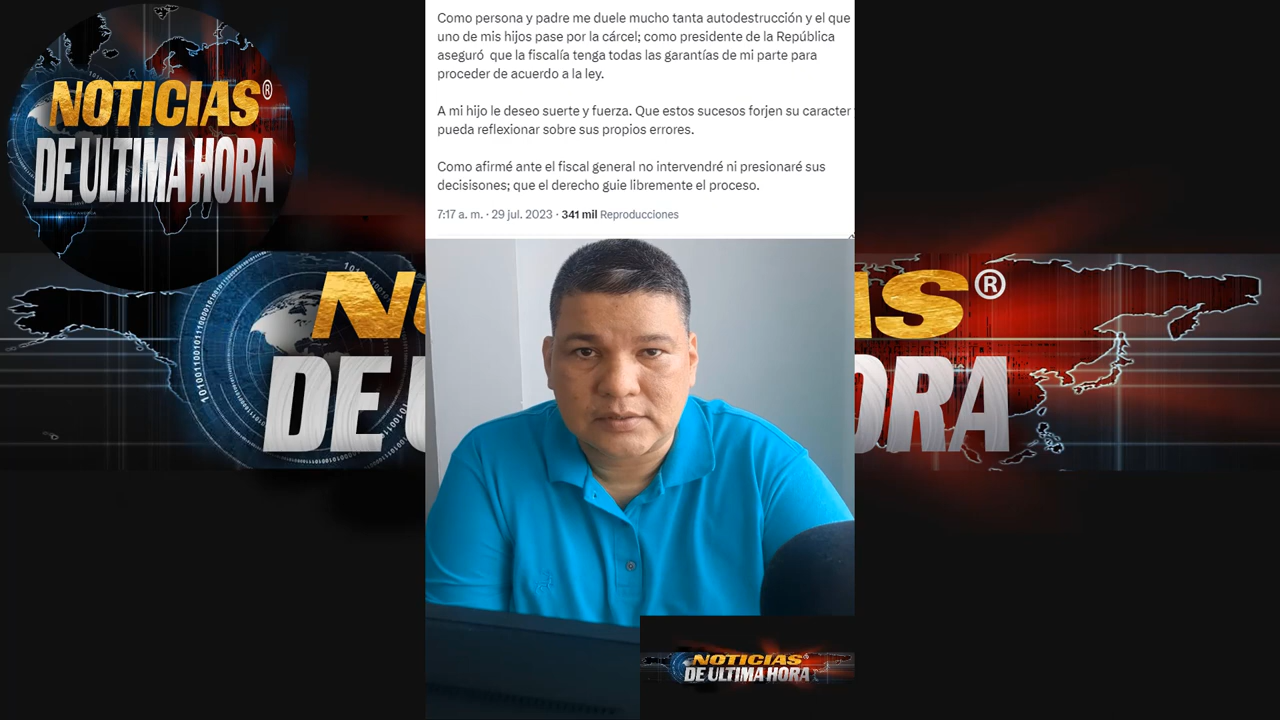 Como persona y padre me duele mucho tanta autodestrucción y el que
uno de mis hijos pase por la cárcel; como presidente de la República
aseguró que la fiscalía tenga todas las garantías de mi parte para
proceder de acuerdo a la ley.
A mi hijo le deseo suerte y fuerza. Que estos sucesos forjen su caracter
pueda reflexionar sobre sus propios errores.
Como afirmé ante el fiscal general no intervendré ni presionaré sus
decisisones; que el derecho guie libremente el proceso.
7:17 a. m. · 29 jul. 2023 · 341 mil Reproducciones
NOTICIAS®
DE ULTIMA HORA
AS®
DE ORA
NOTICIAS®
DE ULTIMA HORA